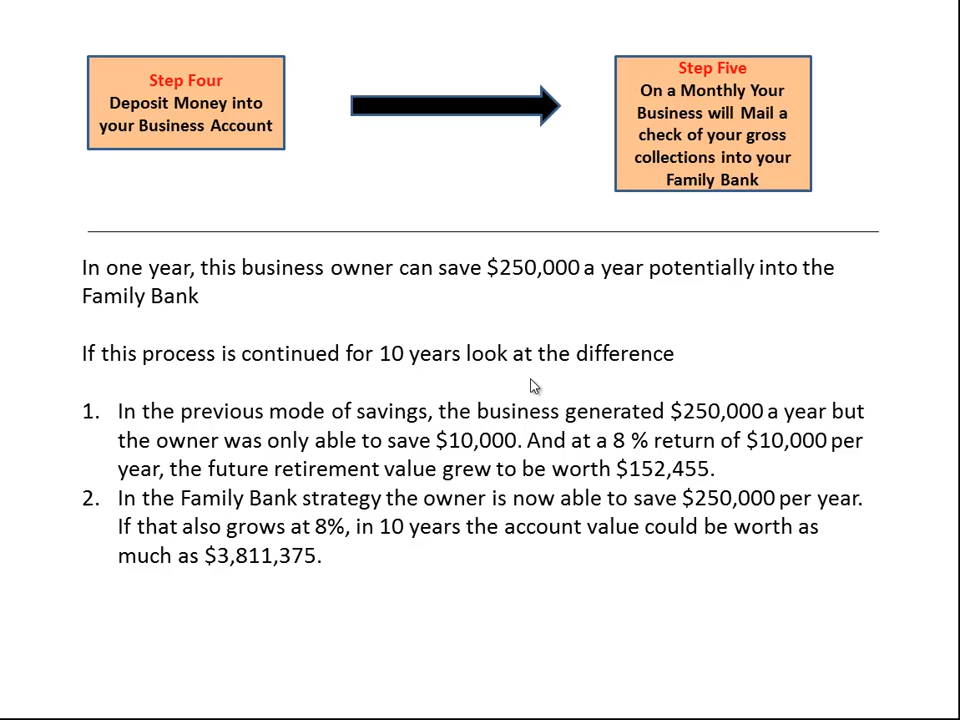 Step Four
Deposit Money into
your Business Account
Step Five
On a Monthly Your
Business will Mail a
check of your gross
collections into your
Family Bank
In one year, this business owner can save $250,000 a year potentially into the
Family Bank
If this process is continued for 10 years look at the difference
1. In the previous mode of savings, the business generated $250,000 a year but
the owner was only able to save $10,000. And at a 8 % return of $10,000 per
year, the future retirement value grew to be worth $152,455.
2. In the Family Bank strategy the owner is now able to save $250,000 per year.
If that also grows at 8%, in 10 years the account value could be worth as
much as $3,811,375.